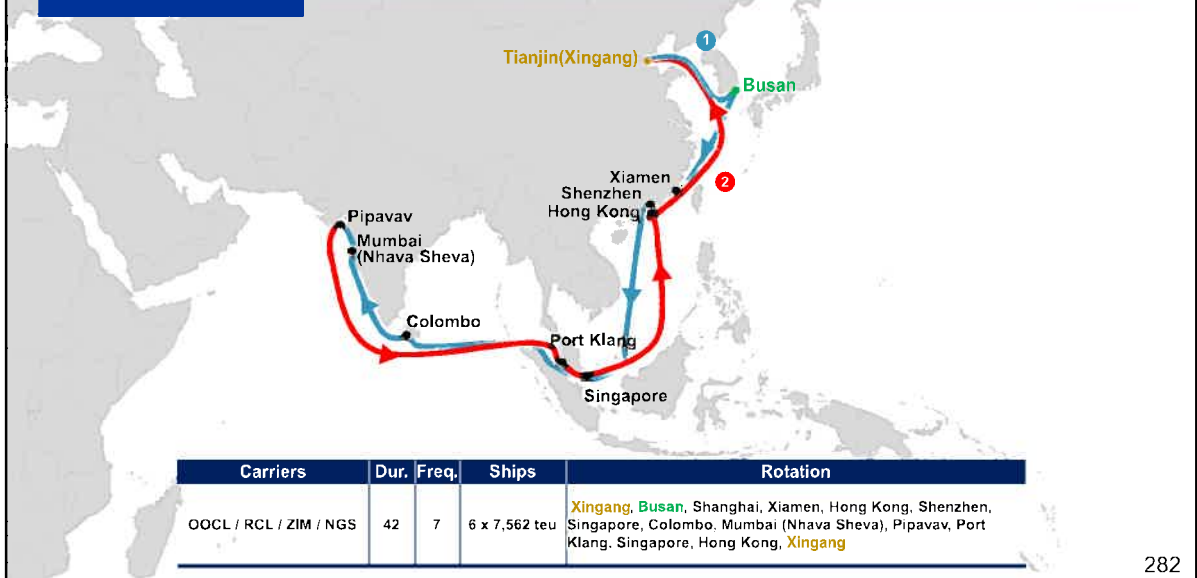 1
Tianjin(Xingang)
Busan
Xiamen
2
Shenzhen
Hong Kong
Pipavav
Mumbai
(Nhava Sheva)
Colombo
Port Klang
Singapore
Carriers Dur. Freq. Ships Rotation
OOCL / RCL / ZIM / NGS 42 7 6 x 7,562 teu
Xingang, Busan, Shanghai, Xiamen, Hong Kong, Shenzhen,
Singapore, Colombo, Mumbai (Nhava Sheva), Pipavav, Port
Klang, Singapore, Hong Kong, Xingang
282